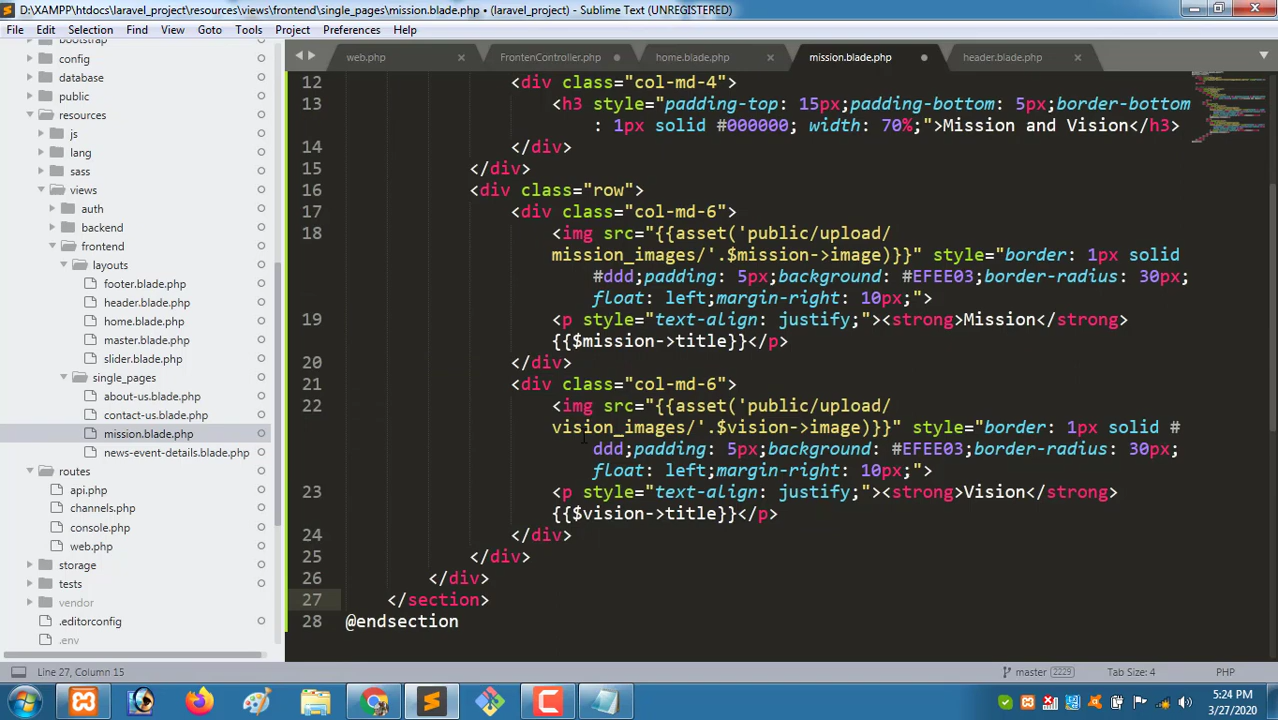 D:\XAMPP\htdocs\laravel_project\resources\views\frontend\single_pages\mission.blade.php • (laravel_project) - Sublime Text (UNREGISTERED)
File Edit Selection Find View Goto Tools Project Preferences Help
web.php FrontenController.php home.blade.php mission.blade.php header.blade.php
bootstrap
config
database
public
resources
js
lang
sass
views
auth
backend
frontend
layouts
footer.blade.php
header.blade.php
home.blade.php
master.blade.php
slider.blade.php
single_pages
about-us.blade.php
contact-us.blade.php
mission.blade.php
news-event-details.blade.php
routes
api.php
channels.php
console.php
web.php
storage
tests
vendor
.editorconfig
.env
12 <div class="col-md-4">
13 <h3 style="padding-top: 15px;padding-bottom: 5px;border-bottom
: 1px solid #000000; width: 70%;">Mission and Vision</h3>
14 </div>
15 </div>
16 <div class="row">
17 <div class="col-md-6">
18 <img src="{{asset('public/upload/
mission_images/'.$mission->image)}}" style="border: 1px solid
#ddd;padding: 5px;background: #EFEE03;border-radius: 30px;
float: left;margin-right: 10px;">
19 <p style="text-align: justify;"><strong>Mission</strong>
{{$mission->title}}</p>
20 </div>
21 <div class="col-md-6">
22 <img src="{{asset('public/upload/
vision_images/'.$vision->image)}}" style="border: 1px solid #
ddd;padding: 5px;background: #EFEE03;border-radius: 30px;
float: left;margin-right: 10px;">
23 <p style="text-align: justify;"><strong>Vision</strong>
{{$vision->title}}</p>
24 </div>
25 </div>
26 </div>
27 </section>
28 @endsection
Line 27, Column 15 master 2229 Tab Size: 4 PHP
5:24 PM
3/27/2020